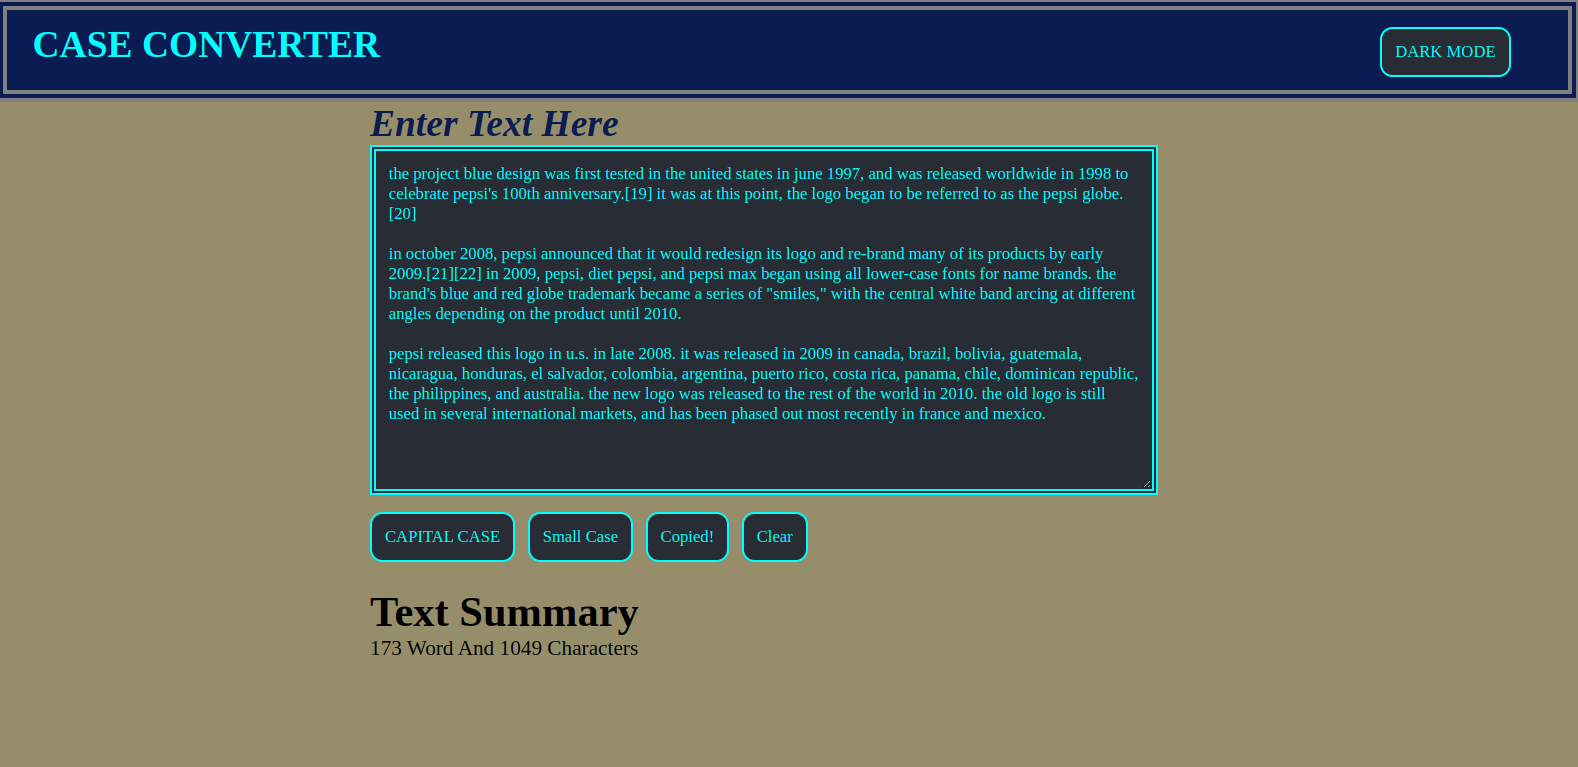 CASE CONVERTER
DARK MODE
Enter Text Here
the project blue design was first tested in the united states in june 1997, and was released worldwide in 1998 to
celebrate pepsi's 100th anniversary.[19] it was at this point, the logo began to be referred to as the pepsi globe.
[20]
in october 2008, pepsi announced that it would redesign its logo and re-brand many of its products by early
2009.[21][22] in 2009, pepsi, diet pepsi, and pepsi max began using all lower-case fonts for name brands. the
brand's blue and red globe trademark became a series of "smiles," with the central white band arcing at different
angles depending on the product until 2010.
pepsi released this logo in u.s. in late 2008. it was released in 2009 in canada, brazil, bolivia, guatemala,
nicaragua, honduras, el salvador, colombia, argentina, puerto rico, costa rica, panama, chile, dominican republic,
the philippines, and australia. the new logo was released to the rest of the world in 2010. the old logo is still
used in several international markets, and has been phased out most recently in france and mexico.
CAPITAL CASE Small Case Copied! Clear
Text Summary
173 Word And 1049 Characters